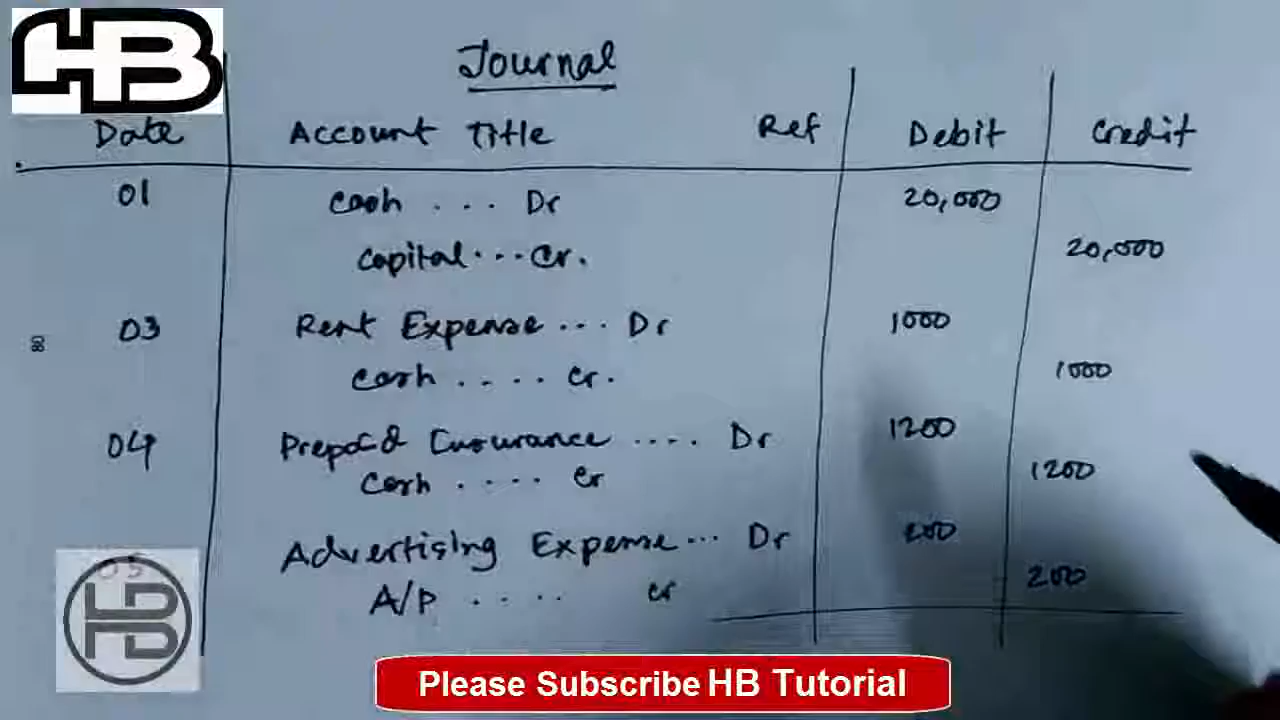 HB
Journal
Date Account Title Ref Debit Credit
01 Cash . ... Dr 20,000
Capital ... Cr. 20,000
03 Rent Expense ... Dr 1000
Cash .... Cr. 1000
04 Prepaid Insurance .... Dr 1200
Cash .... Cr 1200
05 Advertising Expense ... Dr 200
A/P .... Cr 200
HB
Please Subscribe HB Tutorial